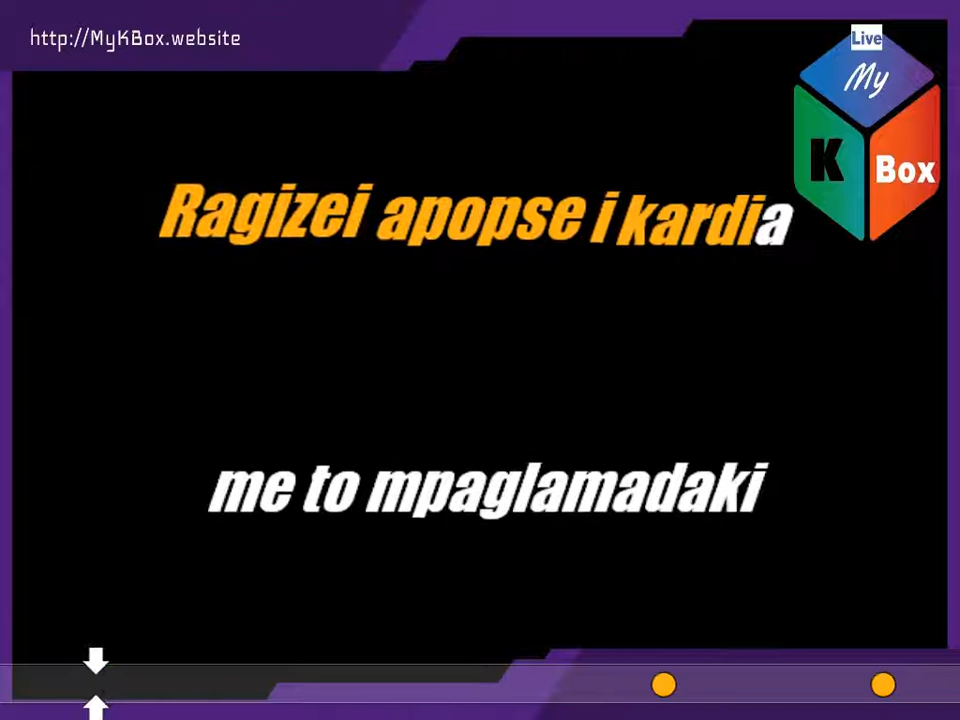 http://MyKBox.website
Live
My
K
Box
Ragizei apopse i kardia
me to mpaglamadaki